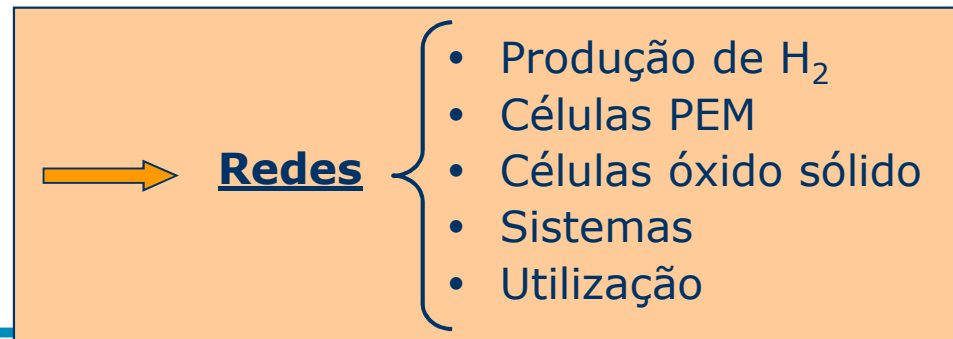 Redes
• Produção de H₂
• Células PEM
• Células óxido sólido
• Sistemas
• Utilização